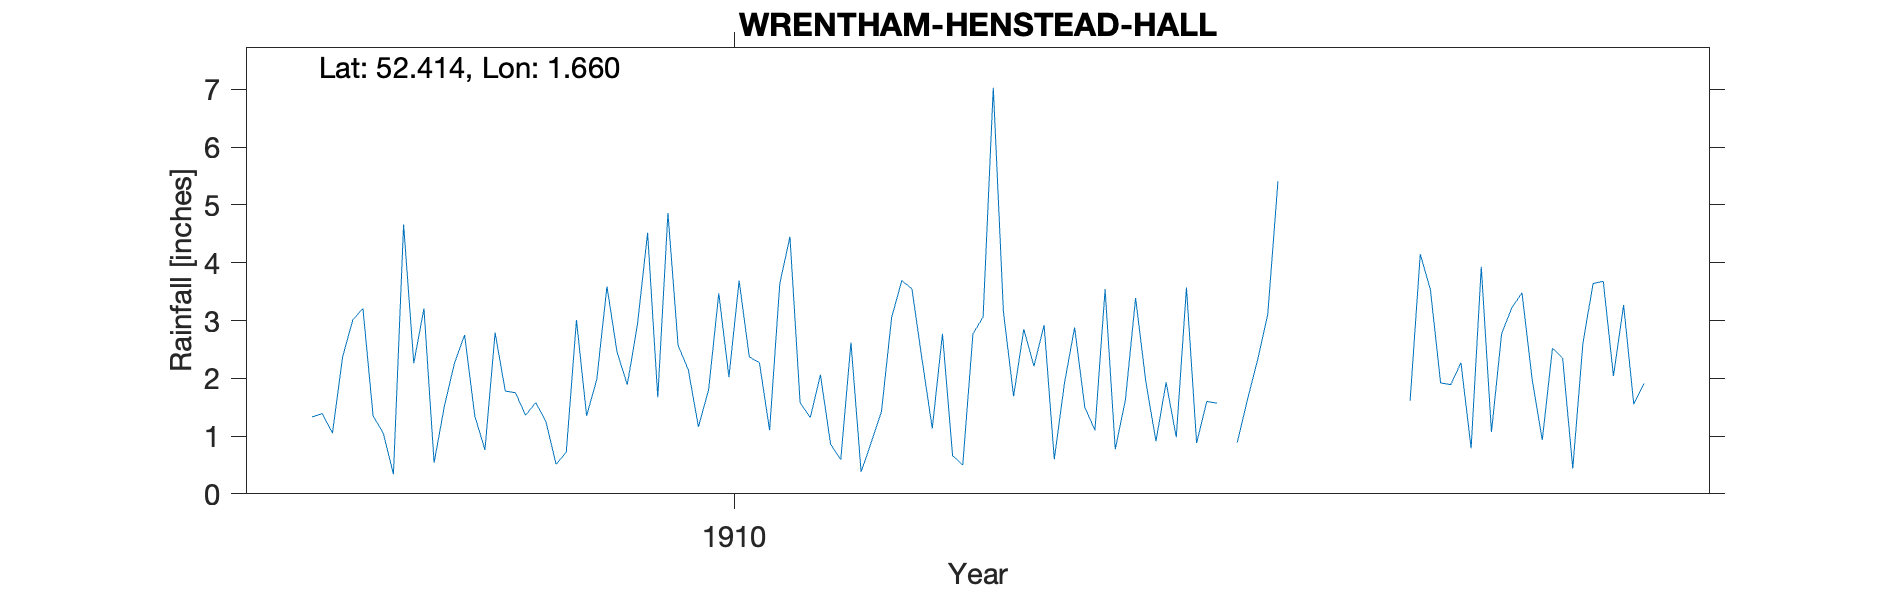 WRENTHAM-HENSTEAD-HALL
Lat: 52.414, Lon: 1.660
7
6
5
4
3
2
1
0
Rainfall [inches]
1910
Year